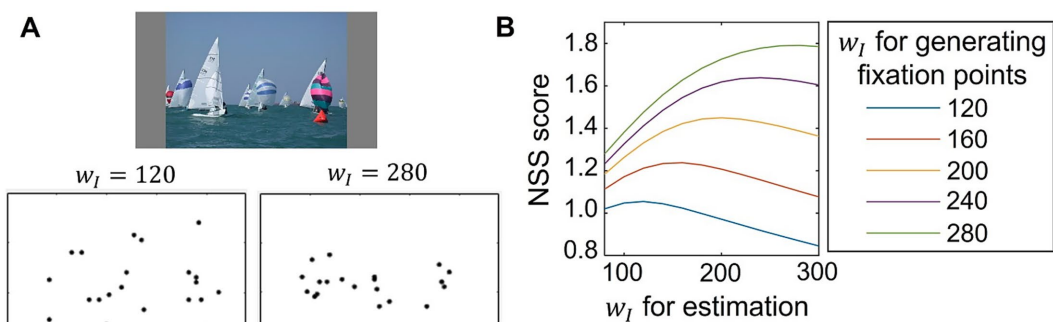 A
w_I = 120
w_I = 280
B
NSS score
1.8
1.6
1.4
1.2
1.0
0.8
100
200
300
w_I for estimation
w_I for generating
fixation points
120
160
200
240
280